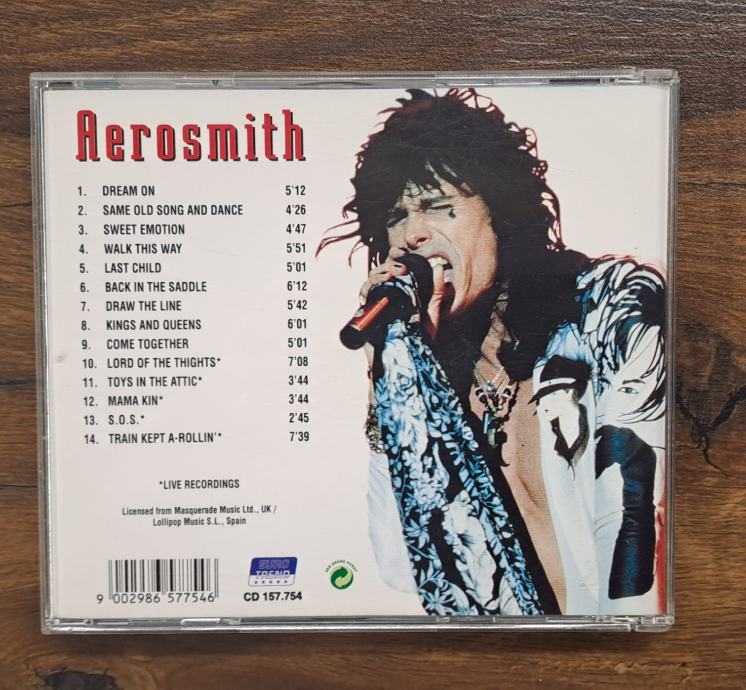 Aerosmith
1. DREAM ON 5'12
2. SAME OLD SONG AND DANCE 4'26
3. SWEET EMOTION 4'47
4. WALK THIS WAY 5'51
5. LAST CHILD 5'01
6. BACK IN THE SADDLE 6'12
7. DRAW THE LINE 5'42
8. KINGS AND QUEENS 6'01
9. COME TOGETHER 5'01
10. LORD OF THE THIGHTS* 7'08
11. TOYS IN THE ATTIC* 3'44
12. MAMA KIN* 3'44
13. S.O.S.* 2'45
14. TRAIN KEPT A-ROLLIN'* 7'39
*LIVE RECORDINGS
Licensed from Masquerade Music Ltd., UK /
Lollipop Music S.L., Spain
EURO
TREND
9 002986 577546
CD 157.754
DER GRÜNE PUNKT